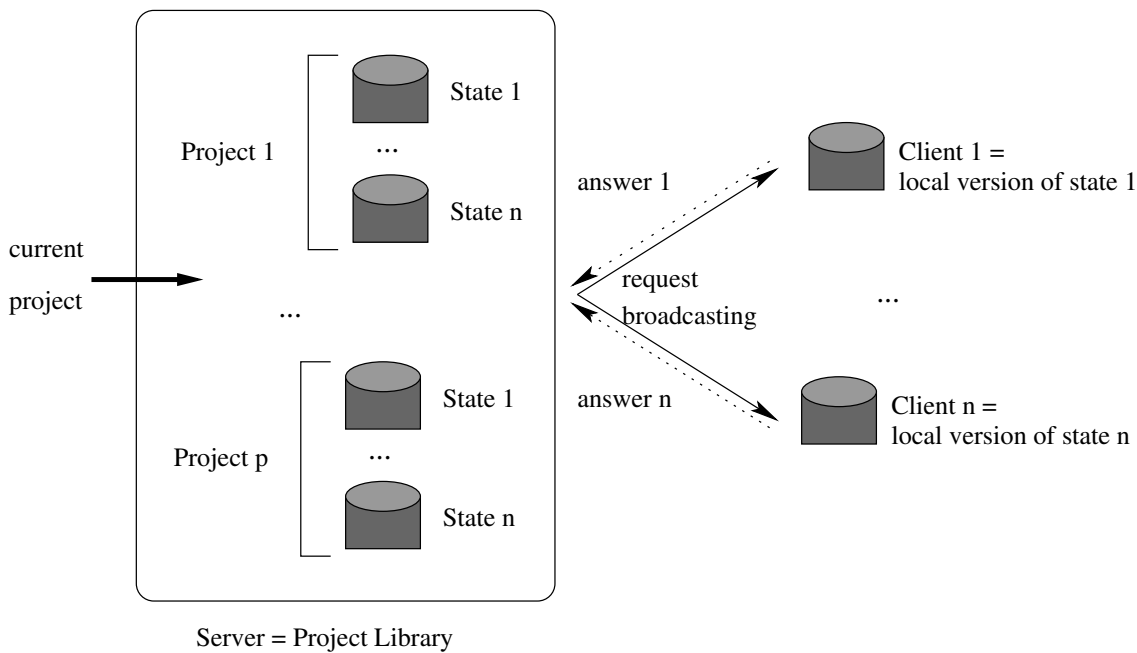 State 1
Project 1
...
State n
current
project
...
State 1
Project p
...
State n
Server = Project Library
answer 1
request
broadcasting
answer n
Client 1 =
local version of state 1
...
Client n =
local version of state n